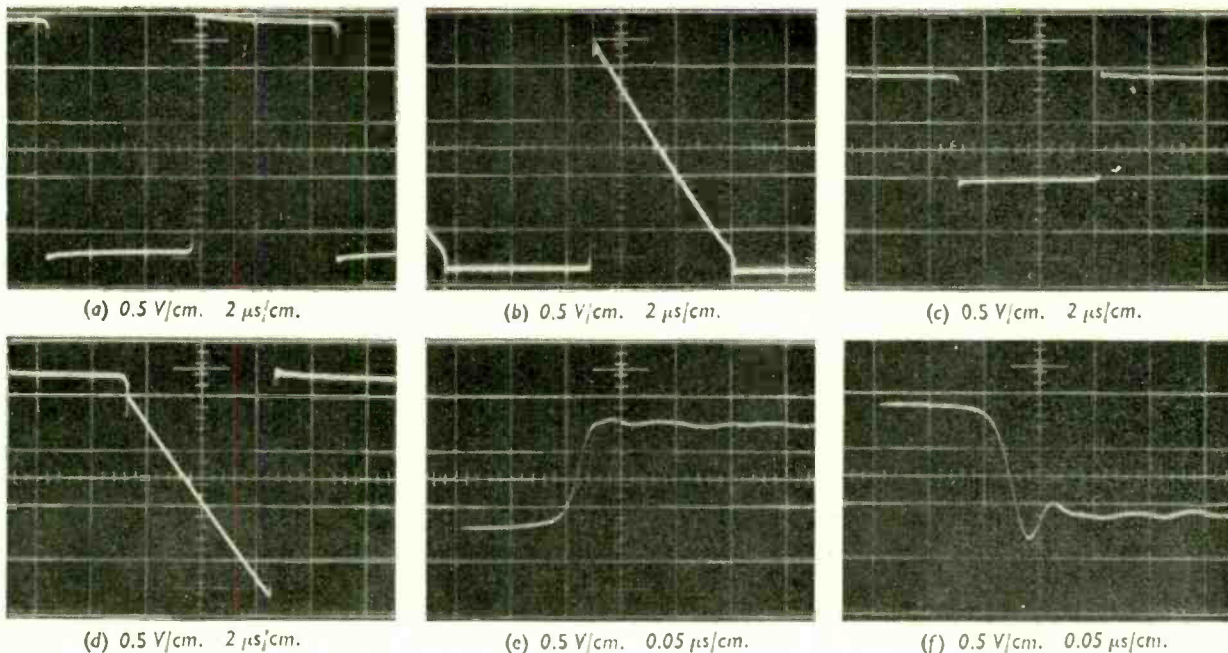 (a) 0.5 V/cm. 2 μs/cm.
(b) 0.5 V/cm. 2 μs/cm.
(c) 0.5 V/cm. 2 μs/cm.
(d) 0.5 V/cm. 2 μs/cm.
(e) 0.5 V/cm. 0.05 μs/cm.
(f) 0.5 V/cm. 0.05 μs/cm.